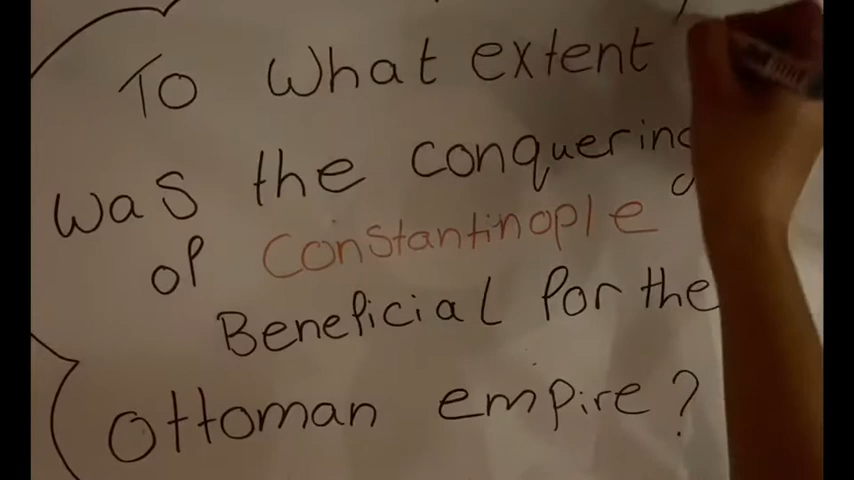 To What extent
was the conquering
of Constantinople
Beneficial for the
Ottoman empire?